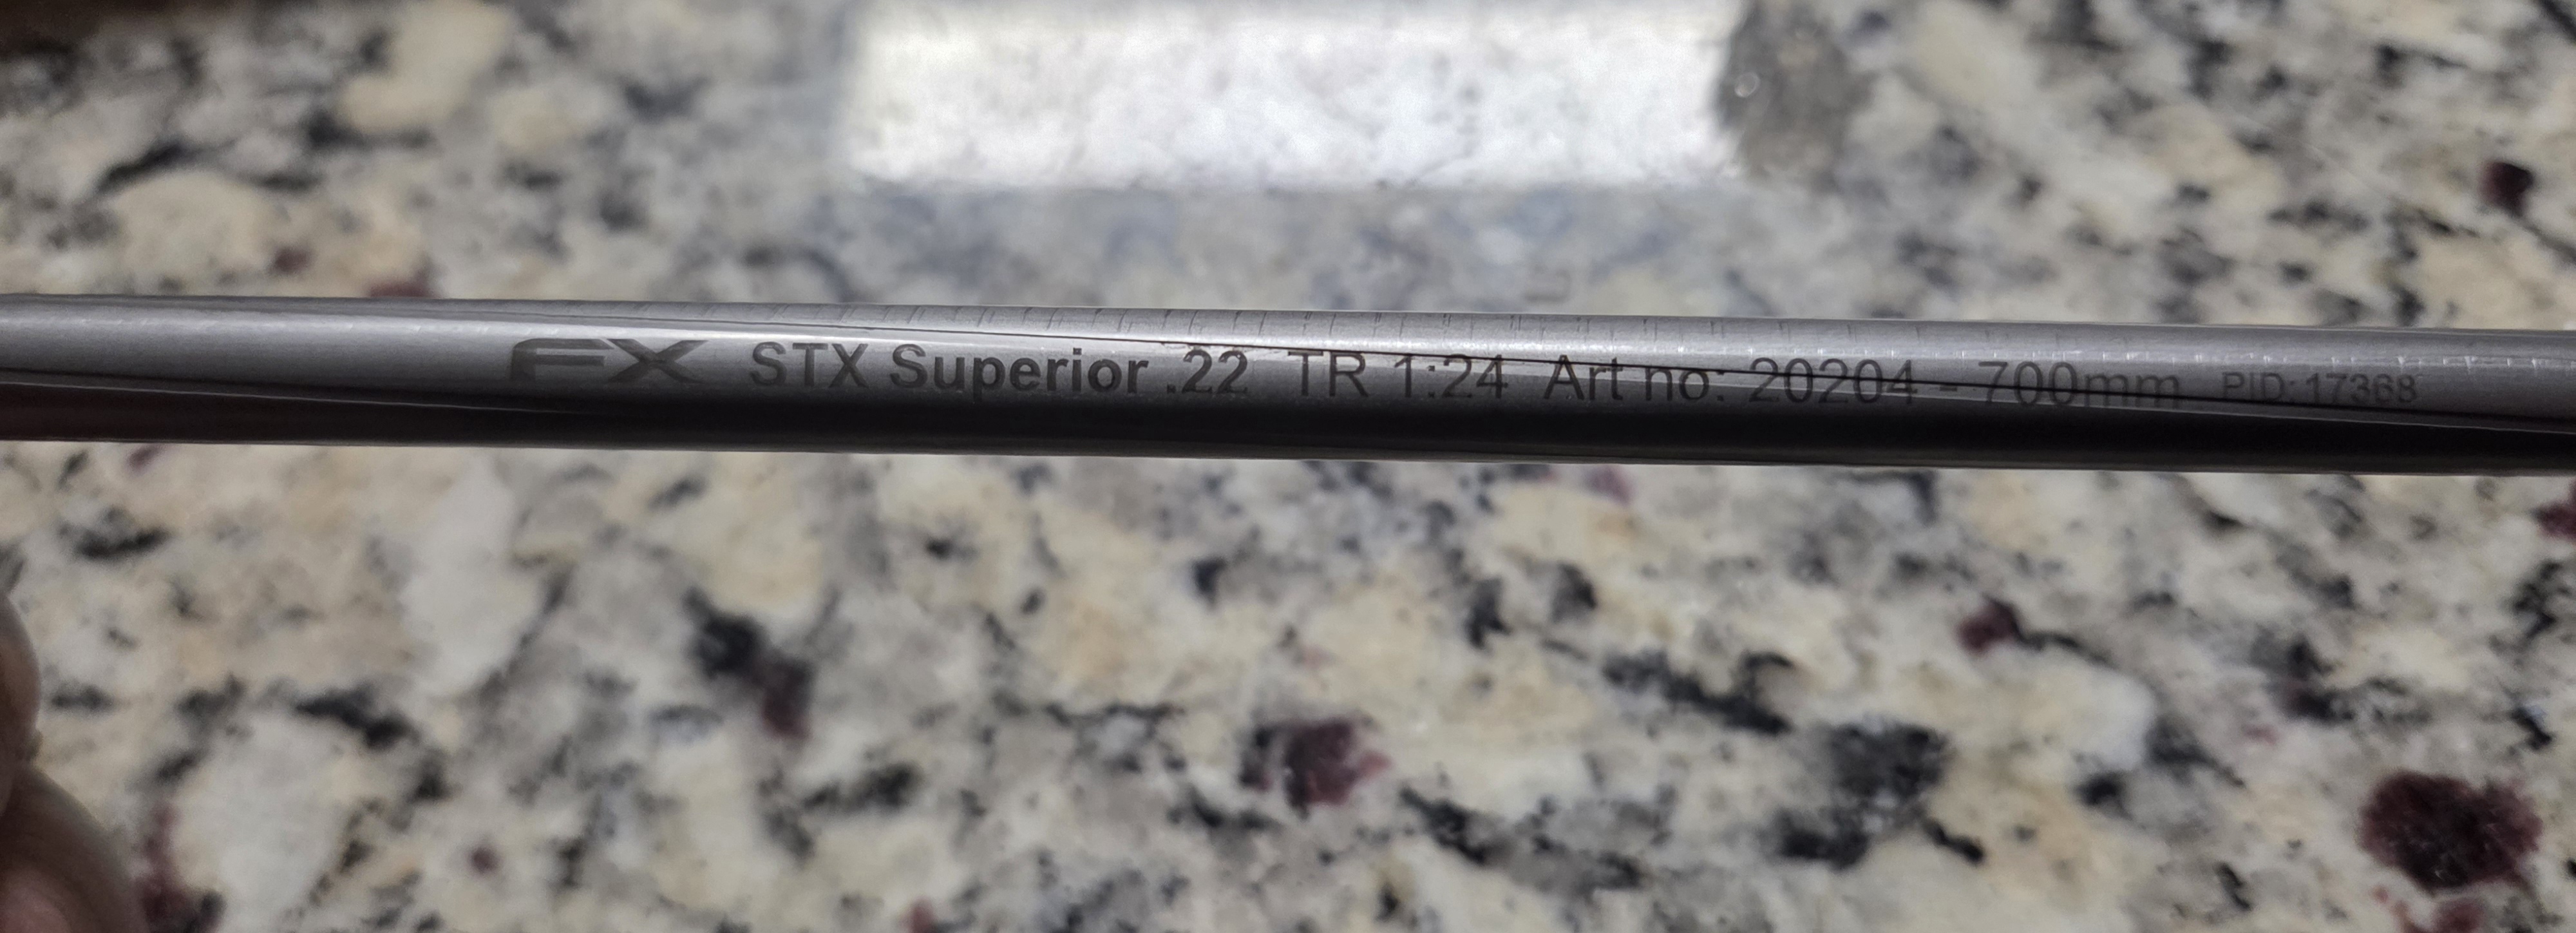 FX STX Superior .22 TR 1:24 Art no: 20204 - 700mm PID: 17368